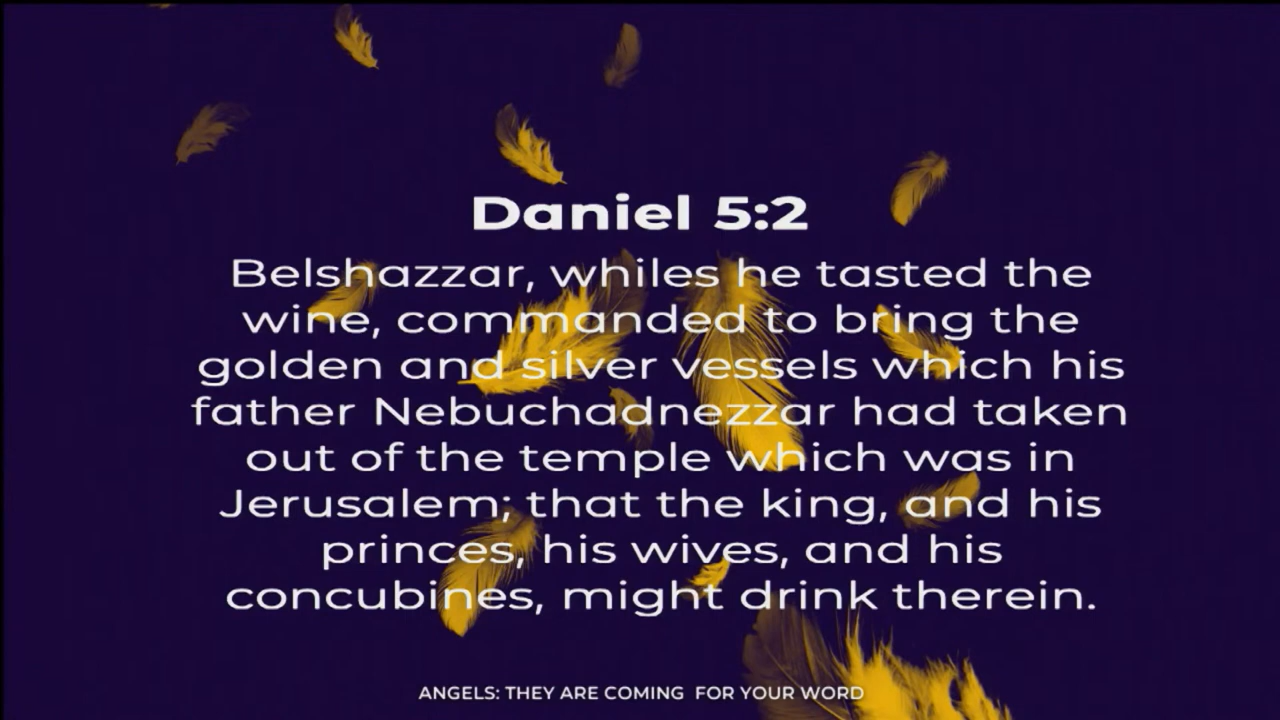 Daniel 5:2
Belshazzar, whiles he tasted the
wine, commanded to bring the
golden and silver vessels which his
father Nebuchadnezzar had taken
out of the temple which was in
Jerusalem; that the king, and his
princes, his wives, and his
concubines, might drink therein.
ANGELS: THEY ARE COMING  FOR YOUR WORD